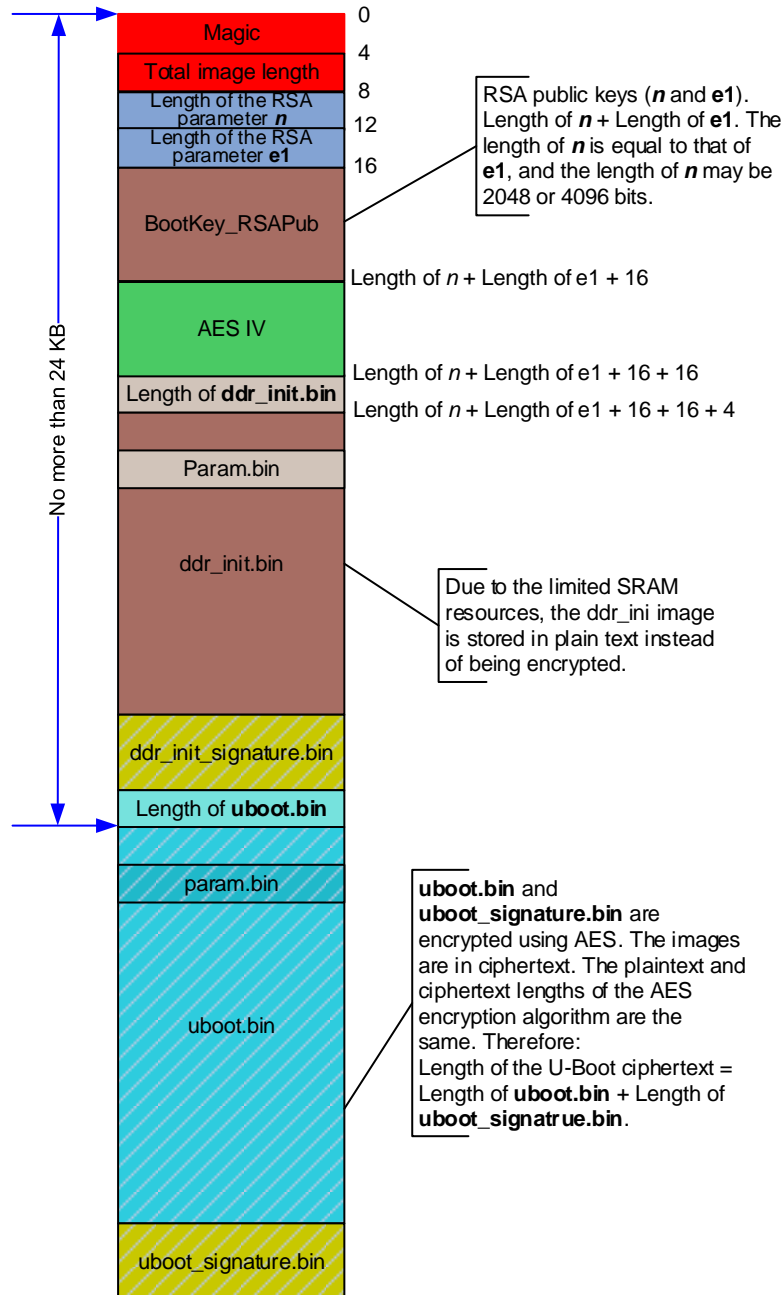 0
Magic
4
Total image length
8
Length of the RSA
parameter n
12
Length of the RSA
parameter e1
16
BootKey_RSAPub
RSA public keys (n and e1).
Length of n + Length of e1. The
length of n is equal to that of
e1, and the length of n may be
2048 or 4096 bits.
Length of n + Length of e1 + 16
AES IV
Length of n + Length of e1 + 16 + 16
Length of ddr_init.bin
Length of n + Length of e1 + 16 + 16 + 4
No more than 24 KB
Param.bin
ddr_init.bin
Due to the limited SRAM
resources, the ddr_ini image
is stored in plain text instead
of being encrypted.
ddr_init_signature.bin
Length of uboot.bin
param.bin
uboot.bin
uboot.bin and
uboot_signature.bin are
encrypted using AES. The images
are in ciphertext. The plaintext and
ciphertext lengths of the AES
encryption algorithm are the
same. Therefore:
Length of the U-Boot ciphertext =
Length of uboot.bin + Length of
uboot_signatrue.bin.
uboot_signature.bin